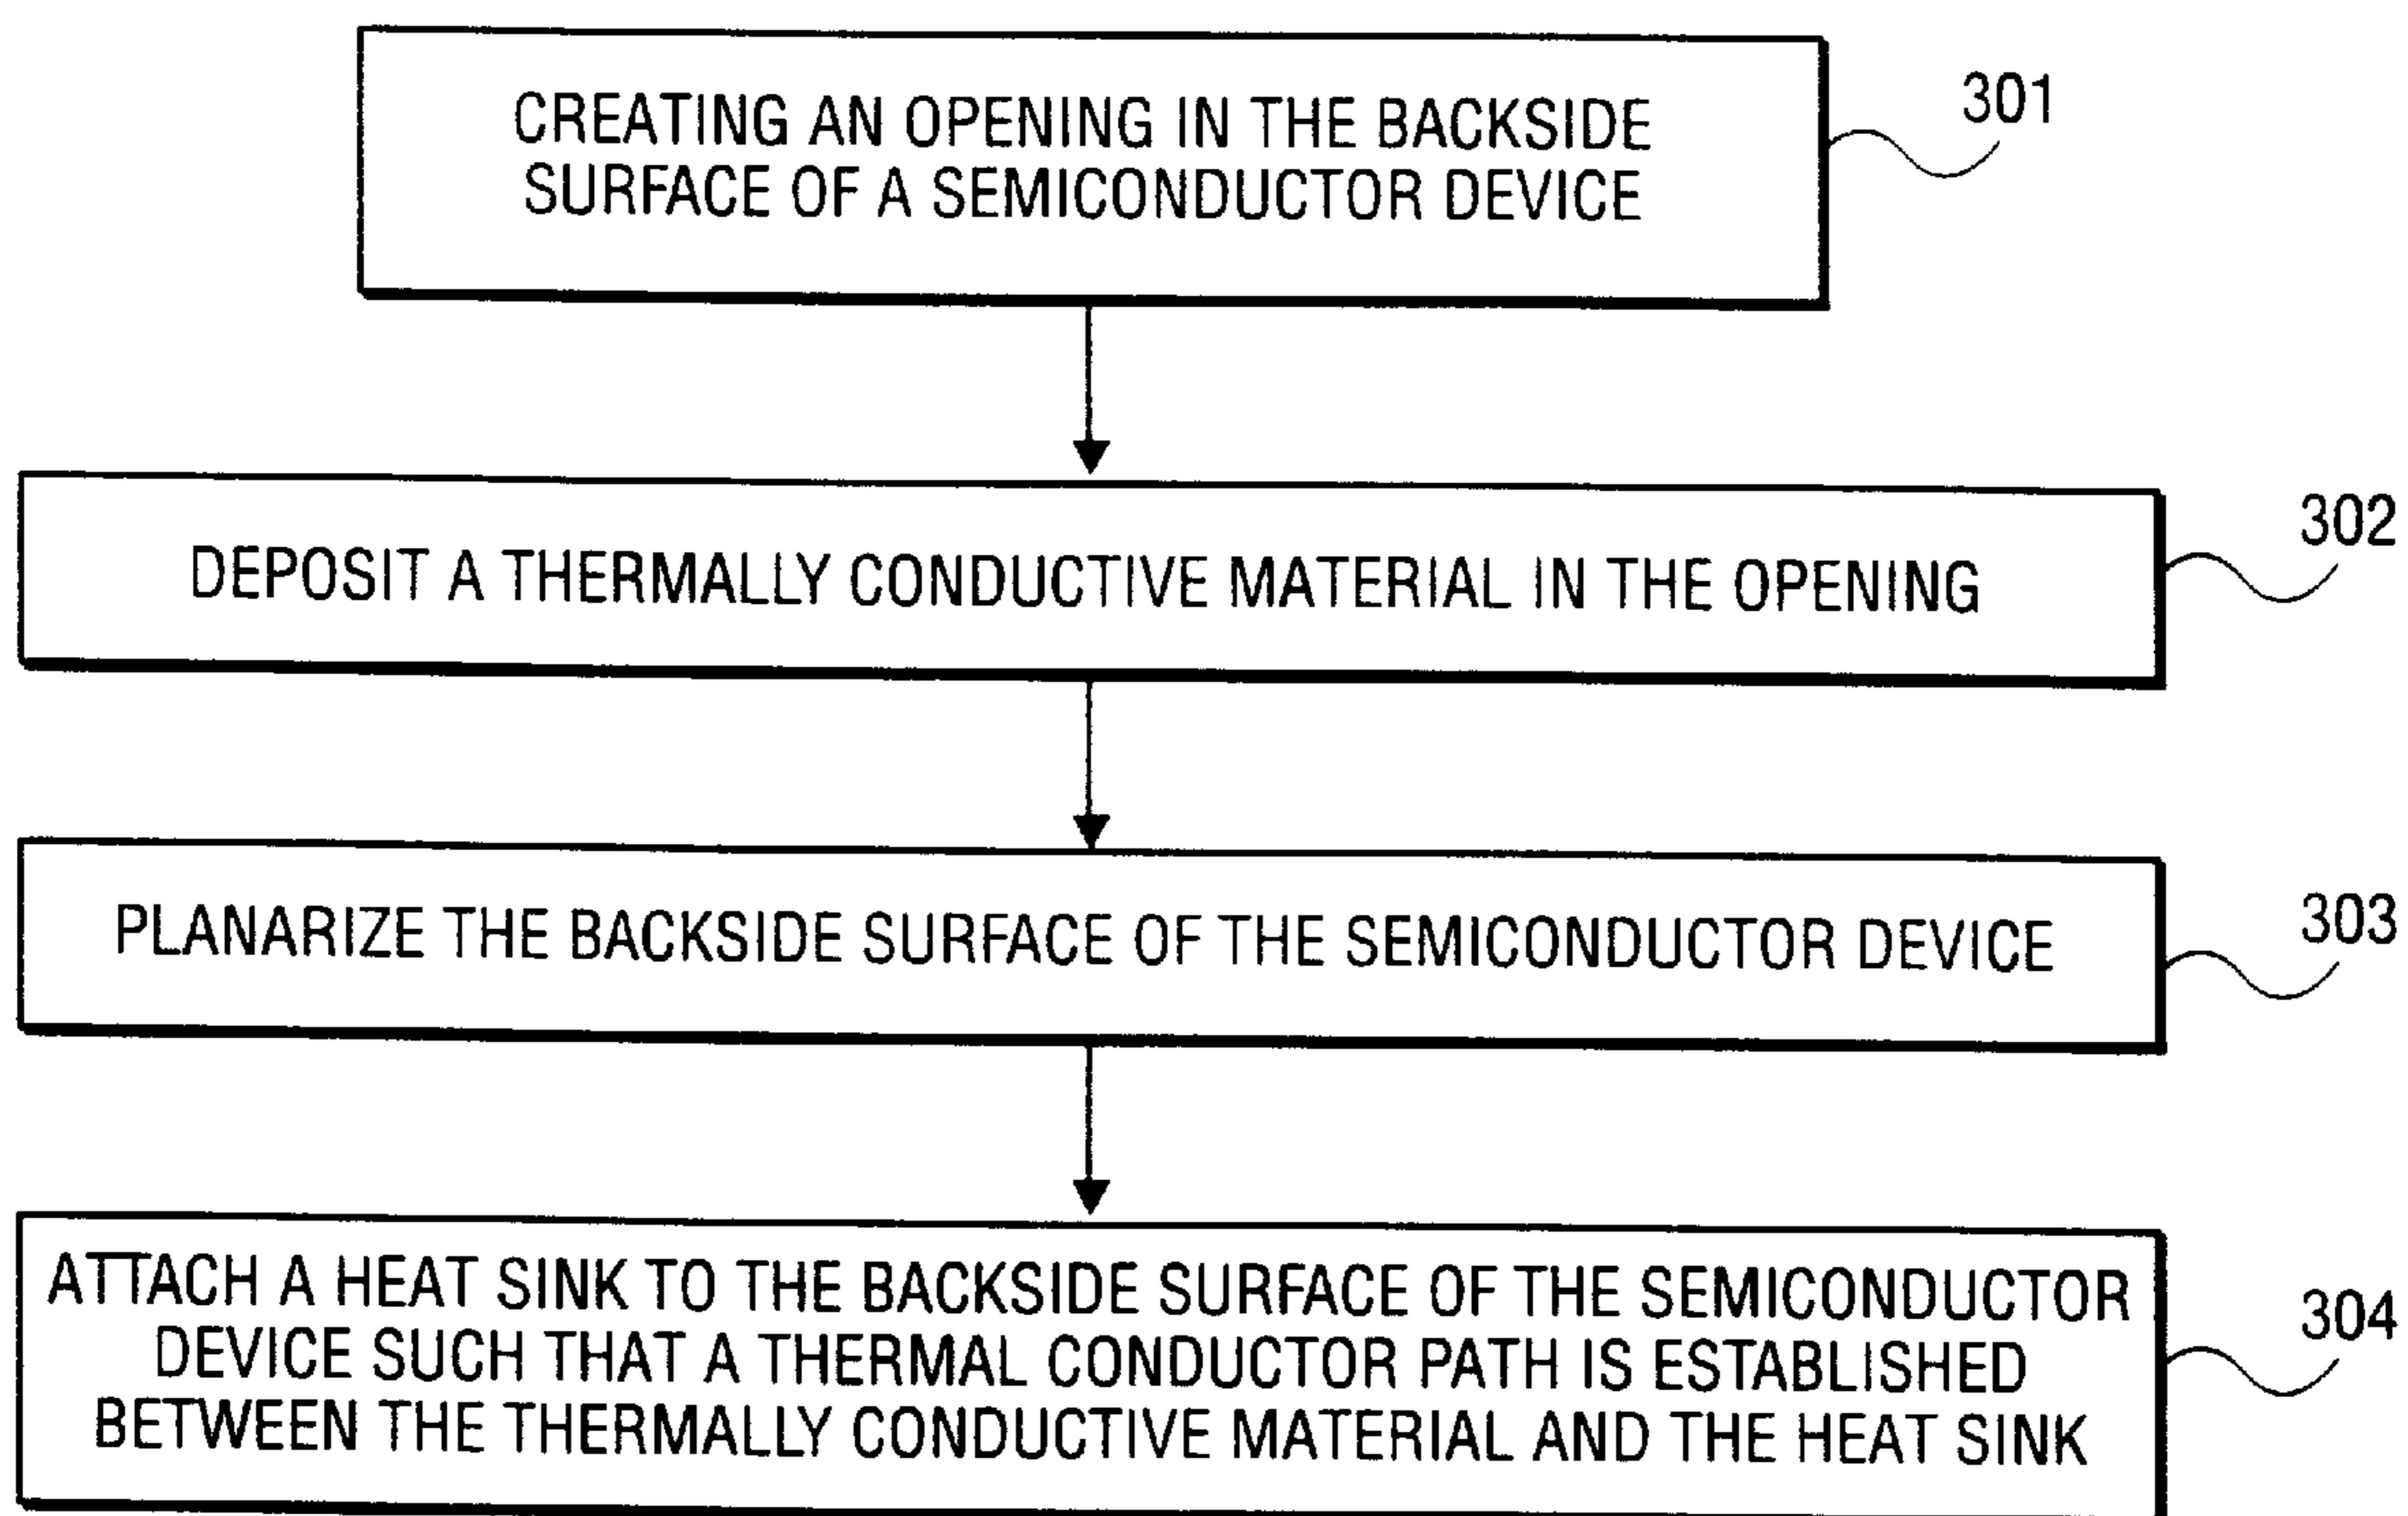 CREATING AN OPENING IN THE BACKSIDE
SURFACE OF A SEMICONDUCTOR DEVICE
301
DEPOSIT A THERMALLY CONDUCTIVE MATERIAL IN THE OPENING
302
PLANARIZE THE BACKSIDE SURFACE OF THE SEMICONDUCTOR DEVICE
303
ATTACH A HEAT SINK TO THE BACKSIDE SURFACE OF THE SEMICONDUCTOR
DEVICE SUCH THAT A THERMAL CONDUCTOR PATH IS ESTABLISHED
BETWEEN THE THERMALLY CONDUCTIVE MATERIAL AND THE HEAT SINK
304